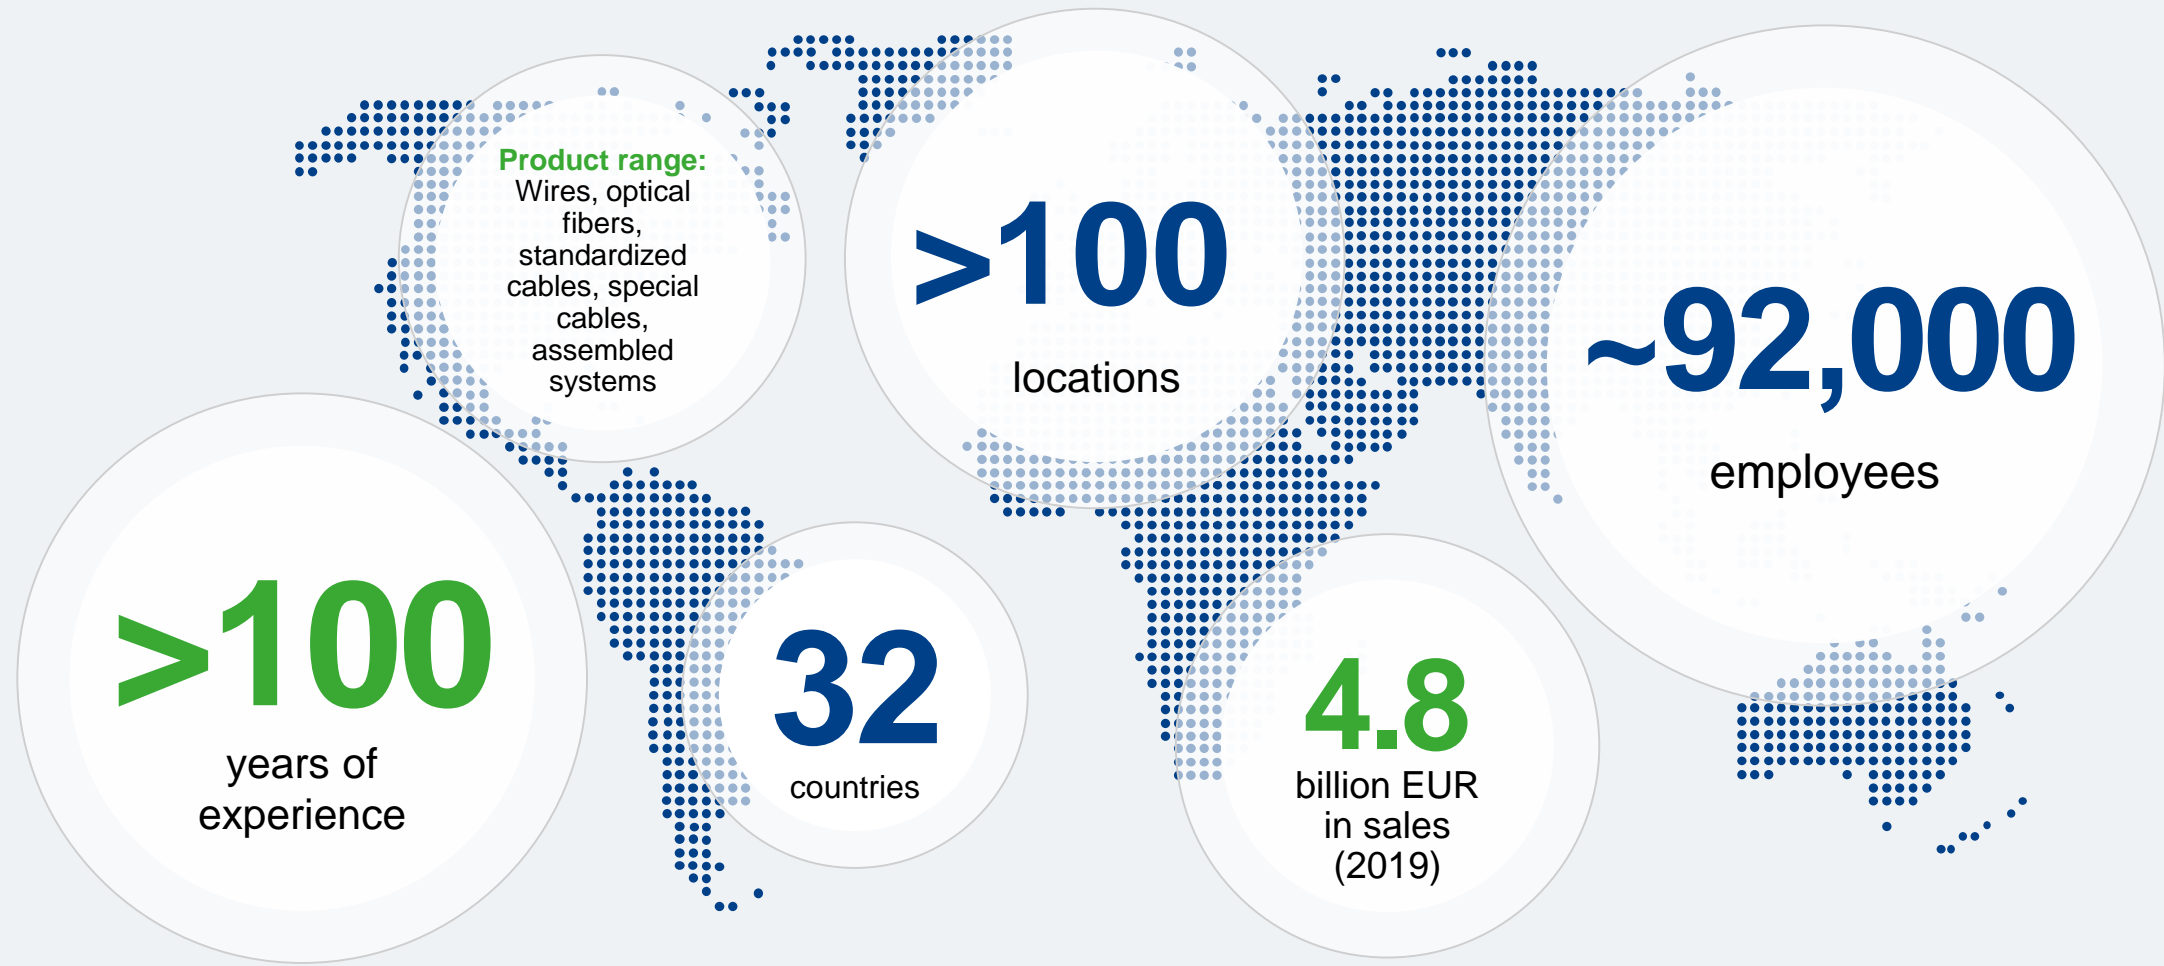 Product range:
Wires, optical
fibers,
standardized
cables, special
cables,
assembled
systems
>100
locations
~92,000
employees
>100
years of
experience
32
countries
4.8
billion EUR
in sales
(2019)